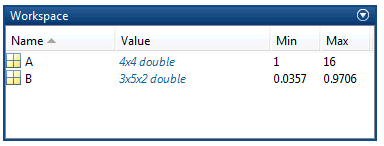 Workspace
Name Value Min Max
A 4x4 double 1 16
B 3x5x2 double 0.0357 0.9706